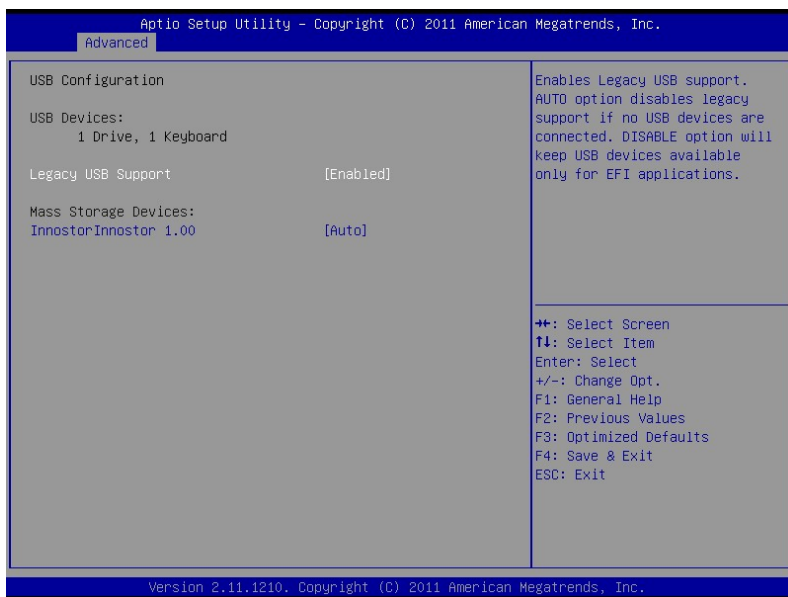 Aptio Setup Utility – Copyright (C) 2011 American Megatrends, Inc.
Advanced
USB Configuration
USB Devices:
1 Drive, 1 Keyboard
Legacy USB Support [Enabled]
Mass Storage Devices:
InnostorInnostor 1.00 [Auto]
Enables Legacy USB support.
AUTO option disables legacy
support if no USB devices are
connected. DISABLE option will
keep USB devices available
only for EFI applications.
→←: Select Screen
↑↓: Select Item
Enter: Select
+/-: Change Opt.
F1: General Help
F2: Previous Values
F3: Optimized Defaults
F4: Save & Exit
ESC: Exit
Version 2.11.1210. Copyright (C) 2011 American Megatrends, Inc.